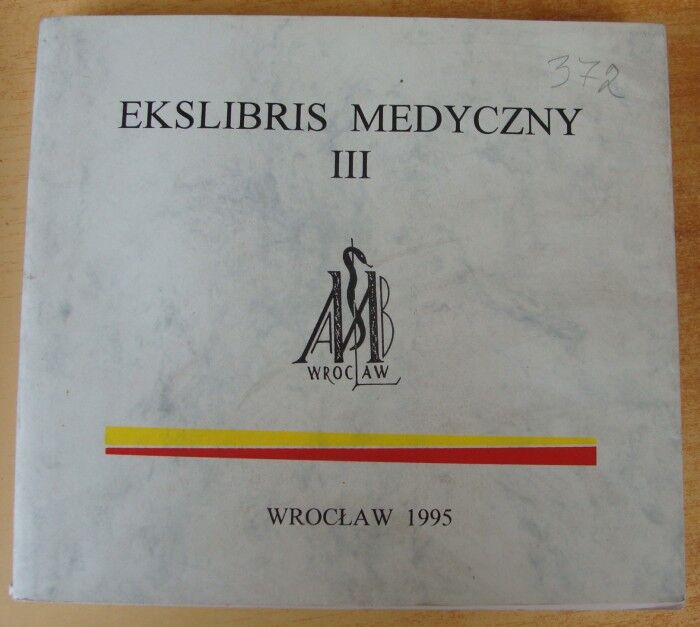 372
EKSLIBRIS MEDYCZNY
III
AMB
WROCŁAW
WROCŁAW 1995